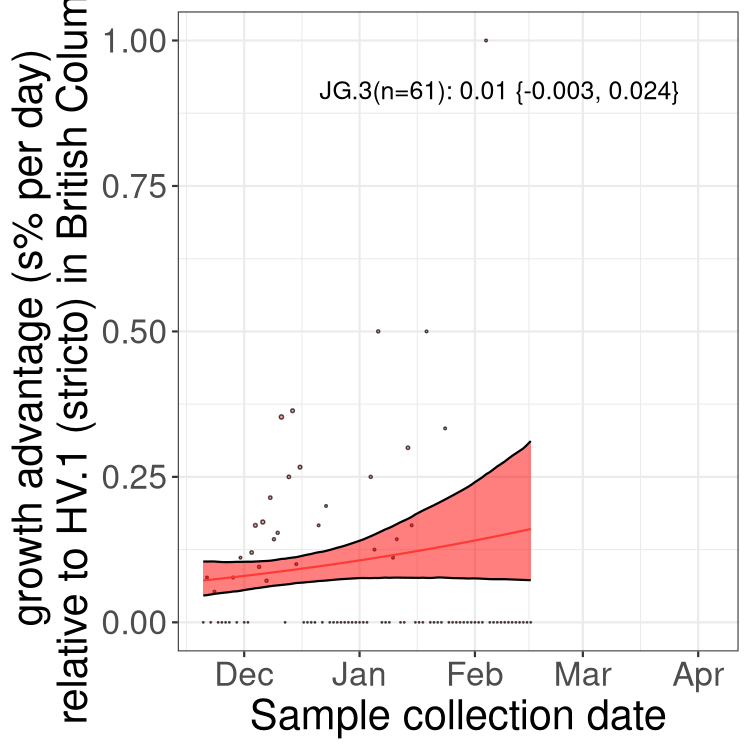 growth advantage (s% per day)
relative to HV.1 (stricto) in British Colum
1.00
0.75
0.50
0.25
0.00
JG.3(n=61): 0.01 {-0.003, 0.024}
Dec Jan Feb Mar Apr
Sample collection date